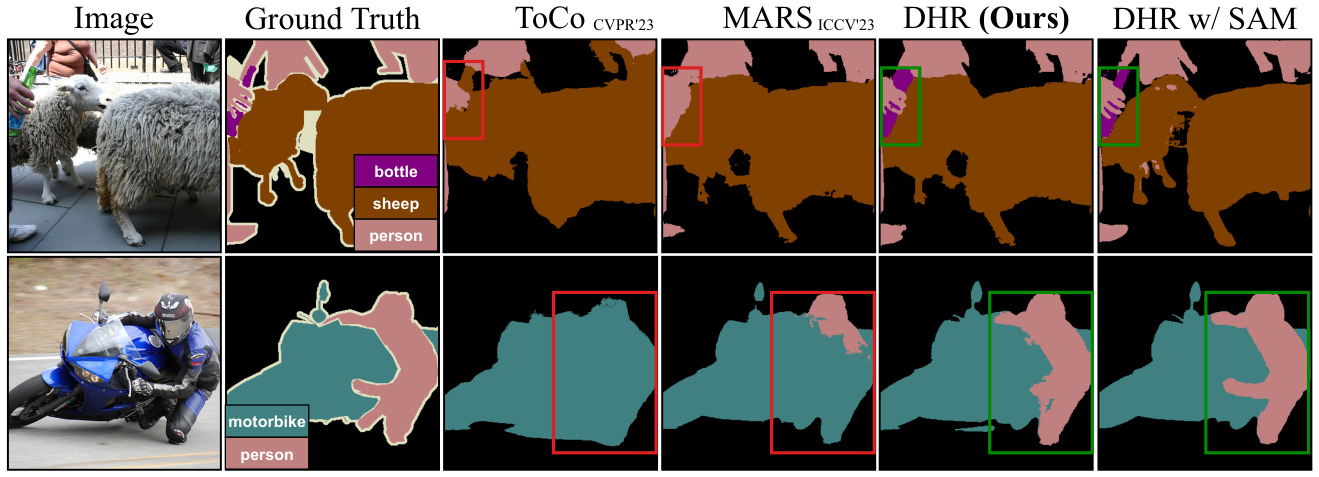 Image Ground Truth ToCo CVPR'23 MARS ICCV'23 DHR (Ours) DHR w/ SAM
bottle
sheep
person
motorbike
person